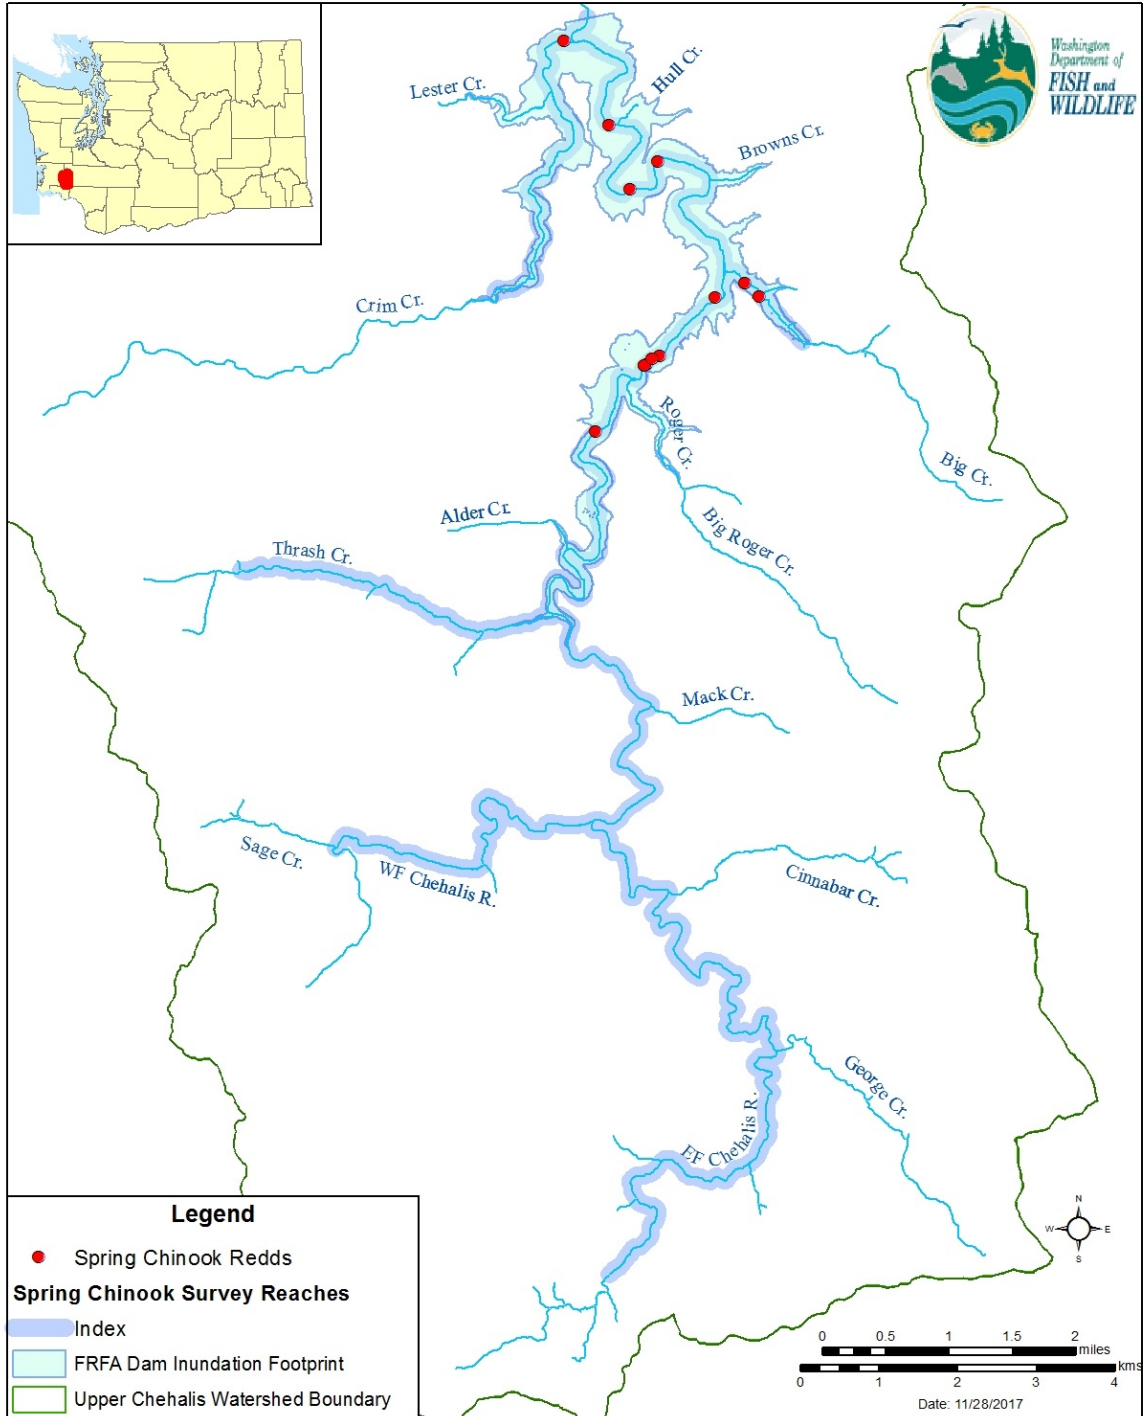 Washington
Department of
FISH and
WILDLIFE
Lester Cr.
Hull Cr.
Browns Cr.
Crim Cr.
Roger Cr.
Big Cr.
Alder Cr.
Big Roger Cr.
Thrash Cr.
Mack Cr.
Sage Cr.
WF Chehalis R.
Cinnabar Cr.
George Cr.
EF Chehalis R.
Legend
Spring Chinook Redds
Spring Chinook Survey Reaches
Index
FRFA Dam Inundation Footprint
Upper Chehalis Watershed Boundary
N
W E
S
0 0.5 1 1.5 2
miles
kms
0 1 2 3 4
Date: 11/28/2017